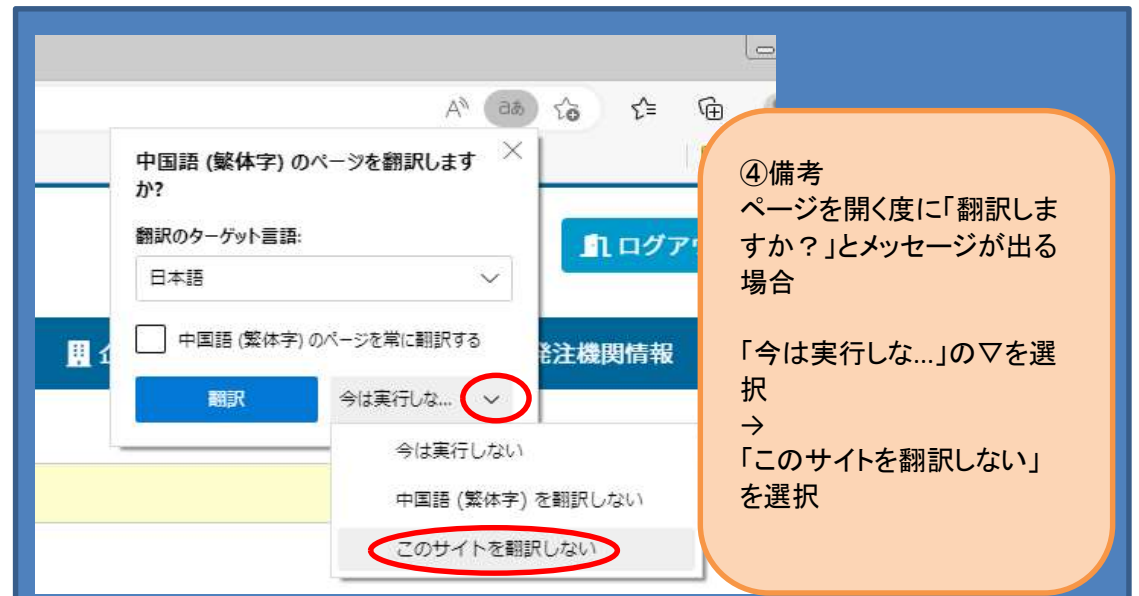 aあ
中国語 (繁体字) のページを翻訳します
か?
翻訳のターゲット言語:
日本語
中国語 (繁体字) のページを常に翻訳する
翻訳
今は実行しな...
今は実行しない
中国語 (繁体字) を翻訳しない
このサイトを翻訳しない
ログア
発注機関情報
④備考
ページを開く度に「翻訳しま
すか？」とメッセージが出る
場合
「今は実行しな...」の▽を選
択
→
「このサイトを翻訳しない」
を選択